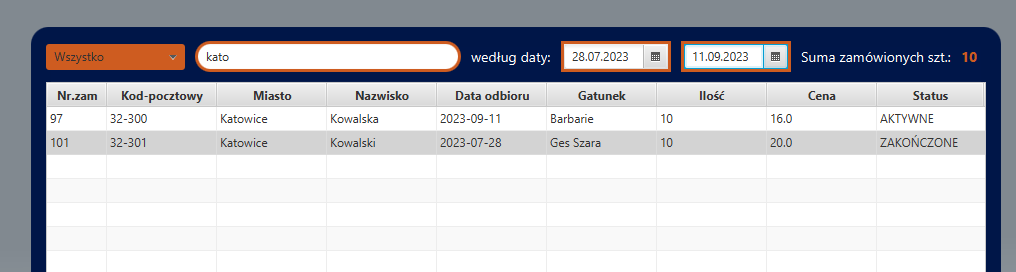 Wszystko kato według daty: 28.07.2023 11.09.2023 Suma zamówionych szt.: 10
Nr.zam Kod-pocztowy Miasto Nazwisko Data odbioru Gatunek Ilość Cena Status
97 32-300 Katowice Kowalska 2023-09-11 Barbarie 10 16.0 AKTYWNE
101 32-301 Katowice Kowalski 2023-07-28 Ges Szara 10 20.0 ZAKOŃCZONE